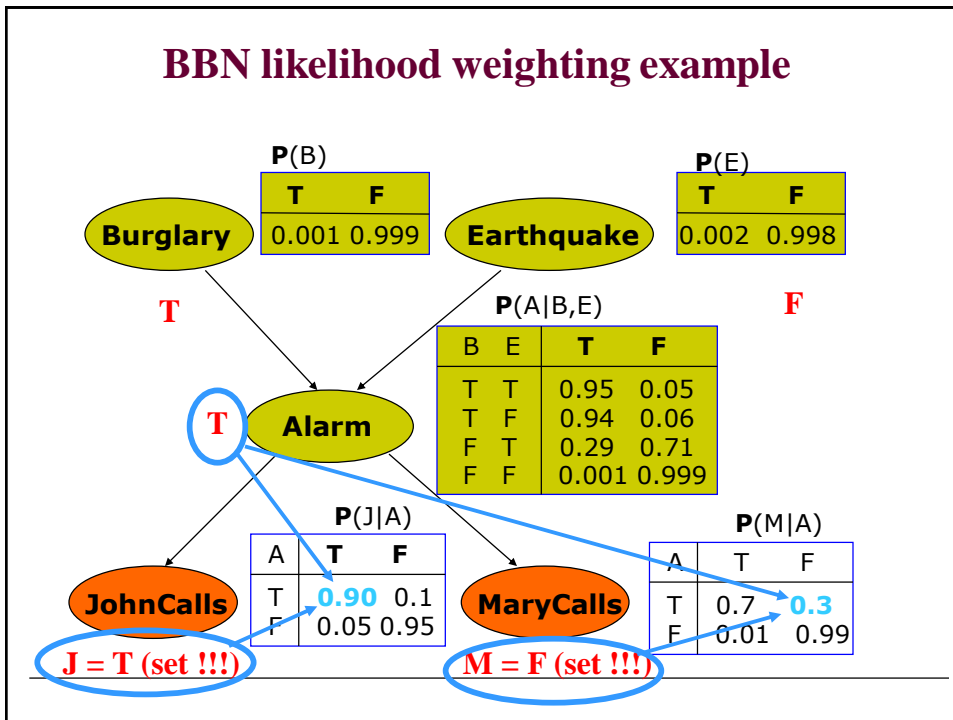 BBN likelihood weighting example
P(B)
T F
0.001 0.999
Burglary
P(E)
T F
0.002 0.998
Earthquake
T
F
P(A|B,E)
B E T F
T T 0.95 0.05
T F 0.94 0.06
F T 0.29 0.71
F F 0.001 0.999
T
Alarm
P(J|A)
A T F
T 0.90 0.1
F 0.05 0.95
JohnCalls
P(M|A)
A T F
T 0.7 0.3
F 0.01 0.99
MaryCalls
J = T (set !!!)
M = F (set !!!)